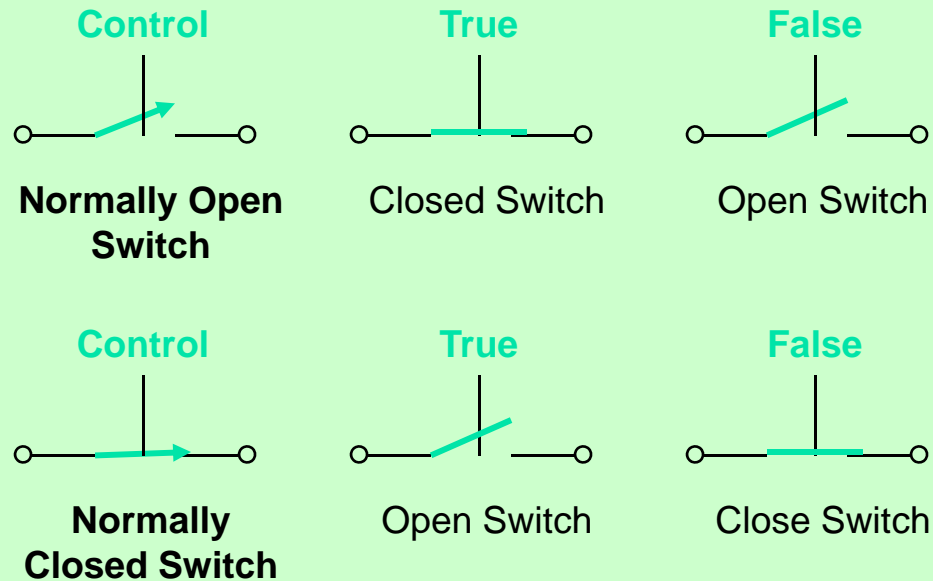 Control
True
False
Normally Open
Switch
Closed Switch
Open Switch
Control
True
False
Normally
Closed Switch
Open Switch
Close Switch